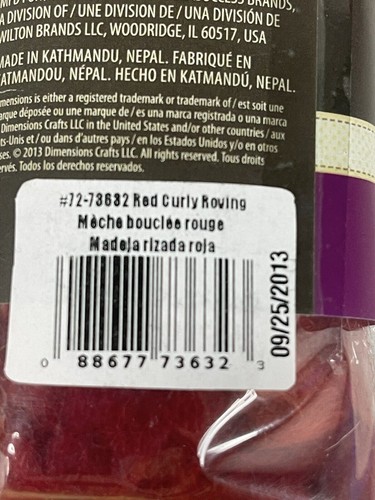 A DIVISION OF / UNE DIVISION DE / UNA DIVISIÓN DE
WILTON BRANDS LLC, WOODRIDGE, IL 60517, USA
MADE IN KATHMANDU, NEPAL. FABRIQUÉ EN
KATMANDOU, NÉPAL. HECHO EN KATMANDÚ, NEPAL.
imensions is either a registered trademark or trademark of / est soit une
arque déposée ou une marque de / es una marca registrada o una marca
Dimensions Crafts LLC in the United States and/or other countries / aux
ts-Unis et / ou dans d'autres pays / en los Estados Unidos y/o en otros
ses. © 2013 Dimensions Crafts LLC. All rights reserved. Tous droits
ervés. Todos los derechos reservados.
#72-73632 Red Curly Roving
Mèche bouclée rouge
Madeja rizada roja
0 88677 73632 3
09/25/2013